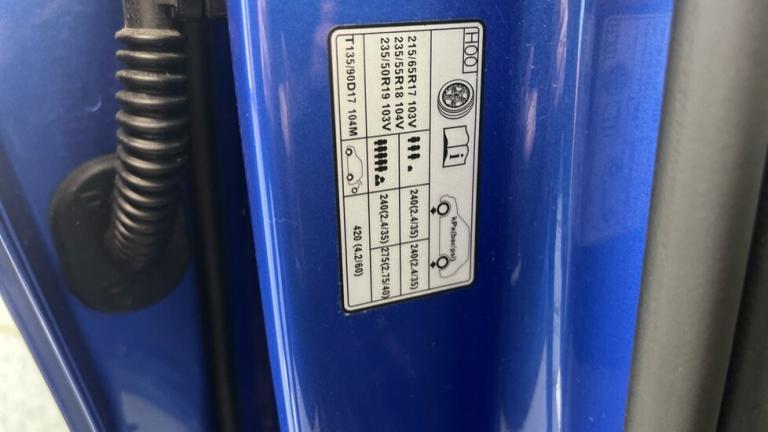 H00
kPa(bar/psi)
215/65R17 103V
235/55R18 104V
235/50R19 103V
240(2.4/35) 240(2.4/35)
240(2.4/35) 275(2.75/40)
T135/90D17 104M
420 (4.2/60)